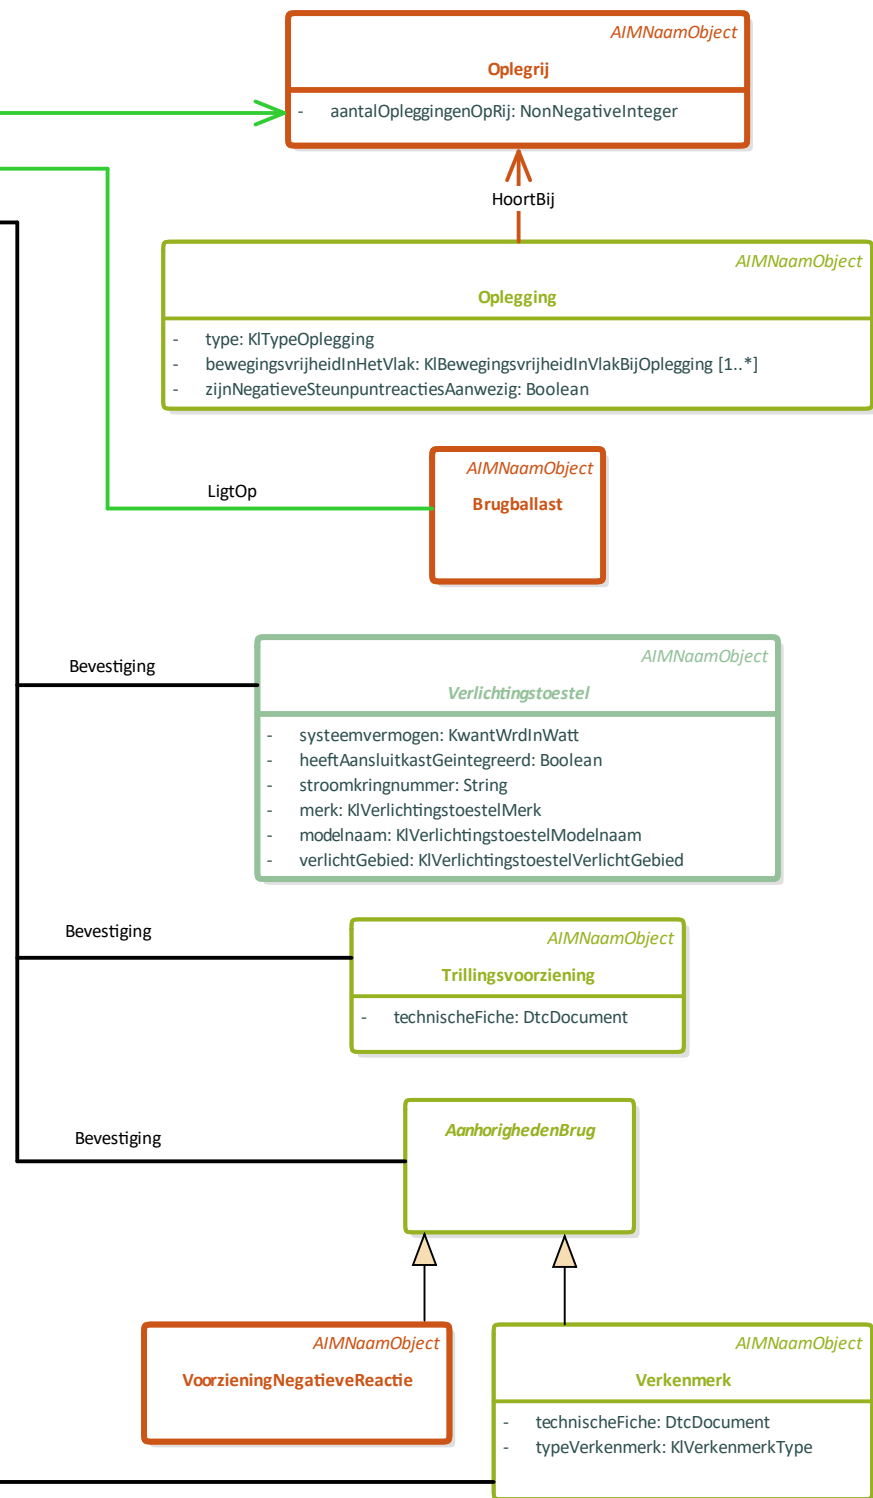 AIMNaamObject
Oplegrij
- aantalOpleggingenOpRij: NonNegativeInteger
HoortBij
AIMNaamObject
Oplegging
- type: KlTypeOplegging
- bewegingsvrijheidInHetVlak: KlBewegingsvrijheidInVlakBijOplegging [1..*]
- zijnNegatieveSteunpuntreactiesAanwezig: Boolean
AIMNaamObject
Brugballast
LigtOp
Bevestiging
AIMNaamObject
Verlichtingstoestel
- systeemvermogen: KwantWrdInWatt
- heeftAansluitkastGeintegreerd: Boolean
- stroomkringnummer: String
- merk: KlVerlichtingstoestelMerk
- modelnaam: KlVerlichtingstoestelModelnaam
- verlichtGebied: KlVerlichtingstoestelVerlichtGebied
Bevestiging
AIMNaamObject
Trillingsvoorziening
- technischeFiche: DtcDocument
Bevestiging
AanhorighedenBrug
AIMNaamObject
VoorzieningNegatieveReactie
AIMNaamObject
Verkenmerk
- technischeFiche: DtcDocument
- typeVerkenmerk: KlVerkenmerkType